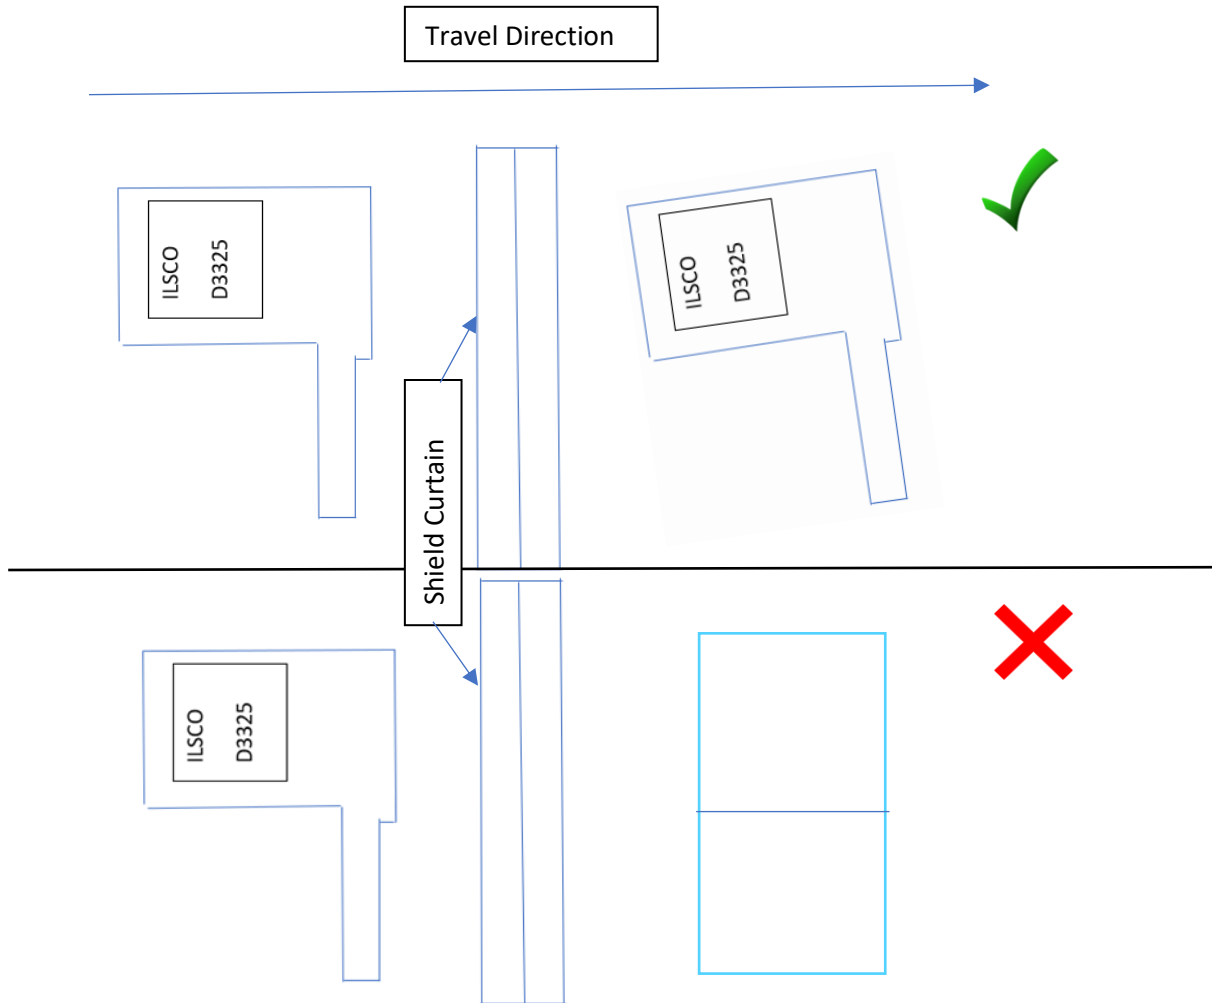 Travel Direction
ILSCO
D3325
ILSCO
D3325
Shield Curtain
ILSCO
D3325